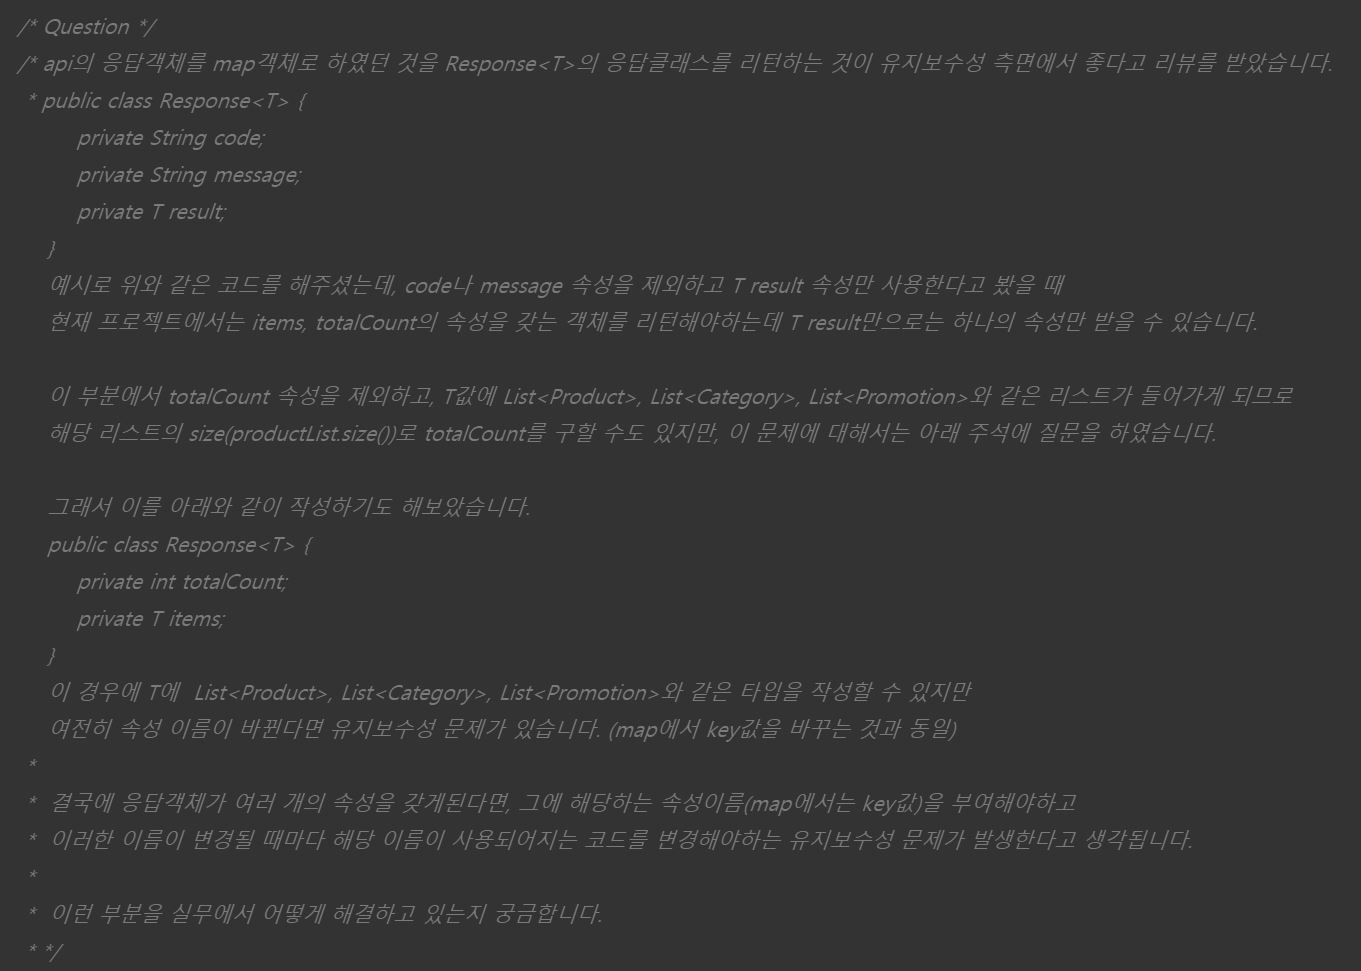 /* Question */
/* api의 응답객체를 map객체로 하였던 것을 Response<T>의 응답클래스를 리턴하는 것이 유지보수성 측면에서 좋다고 리뷰를 받았습니다.
* public class Response<T> {
private String code;
private String message;
private T result;
}
예시로 위와 같은 코드를 해주셨는데, code나 message 속성을 제외하고 T result 속성만 사용한다고 봤을 때
현재 프로젝트에서는 items, totalCount의 속성을 갖는 객체를 리턴해야하는데 T result만으로는 하나의 속성만 받을 수 있습니다.
이 부분에서 totalCount 속성을 제외하고, T값에 List<Product>, List<Category>, List<Promotion>와 같은 리스트가 들어가게 되므로
해당 리스트의 size(productList.size())로 totalCount를 구할 수도 있지만, 이 문제에 대해서는 아래 주석에 질문을 하였습니다.
그래서 이를 아래와 같이 작성하기도 해보았습니다.
public class Response<T> {
private int totalCount;
private T items;
}
이 경우에 T에  List<Product>, List<Category>, List<Promotion>와 같은 타입을 작성할 수 있지만
여전히 속성 이름이 바뀐다면 유지보수성 문제가 있습니다. (map에서 key값을 바꾸는 것과 동일)
*
*  결국에 응답객체가 여러 개의 속성을 갖게된다면, 그에 해당하는 속성이름(map에서는 key값)을 부여해야하고
*  이러한 이름이 변경될 때마다 해당 이름이 사용되어지는 코드를 변경해야하는 유지보수성 문제가 발생한다고 생각됩니다.
*
*  이런 부분을 실무에서 어떻게 해결하고 있는지 궁금합니다.
* */